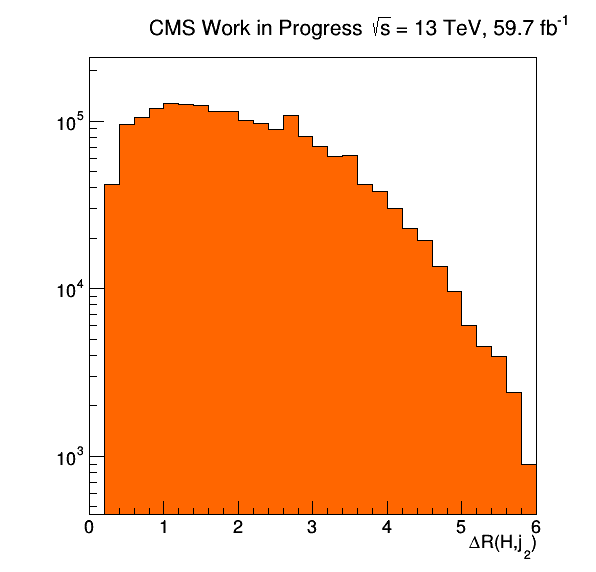 CMS Work in Progress √s = 13 TeV, 59.7 fb⁻¹
10⁵
10⁴
10³
0 1 2 3 4 5 6
ΔR(H,j₂)